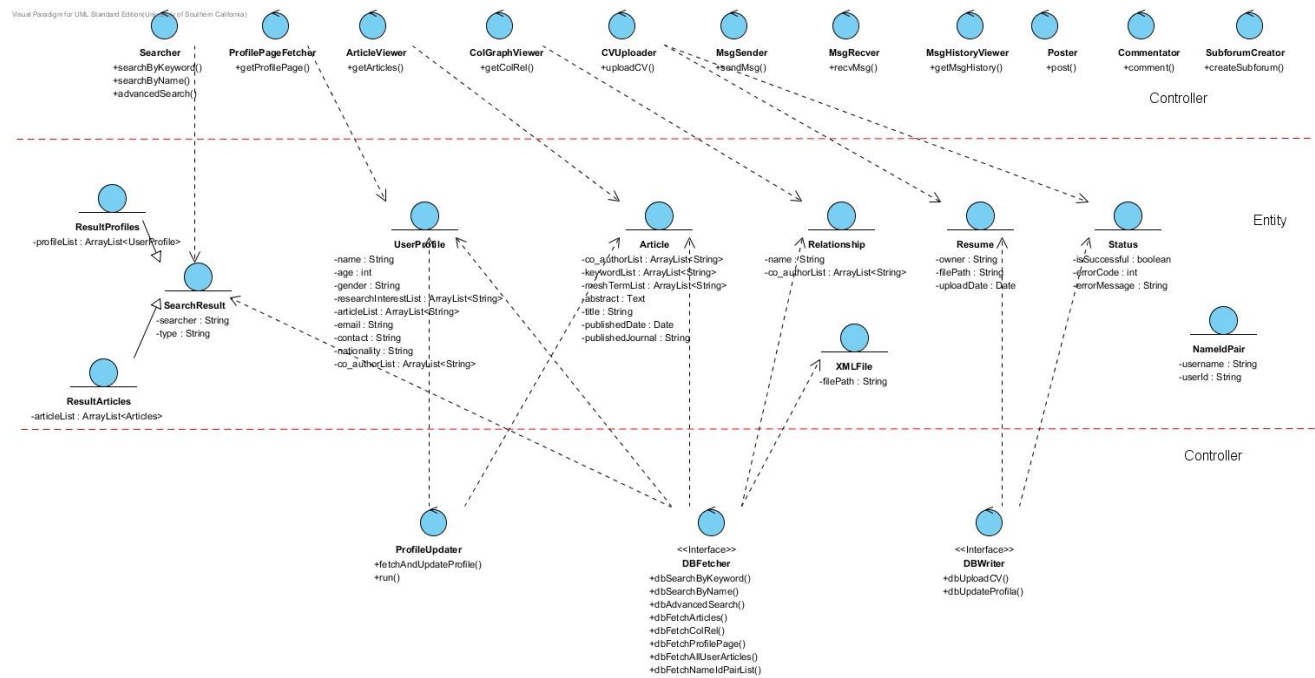 Visual Paradigm for UML Standard Edition(University of Southern California)
Searcher
+searchByKeyword()
+searchByName()
+advancedSearch()
ProfilePageFetcher
+getProfilePage()
ArticleViewer
+getArticles()
ColGraphViewer
+getColRel()
CVUploader
+uploadCV()
MsgSender
+sendMsg()
MsgRecver
+recvMsg()
MsgHistoryViewer
+getMsgHistory()
Poster
+post()
Commentator
+comment()
SubforumCreator
+createSubforum()
Controller
ResultProfiles
-profileList : ArrayList<UserProfile>
SearchResult
-searcher : String
-type : String
ResultArticles
-articleList : ArrayList<Articles>
UserProfile
-name : String
-age : int
-gender : String
-researchInterestList : ArrayList<String>
-articleList : ArrayList<String>
-email : String
-contact : String
-nationality : String
-co_authorList : ArrayList<String>
Article
-co_authorList : ArrayList<String>
-keywordList : ArrayList<String>
-meshTermList : ArrayList<String>
-abstract : Text
-title : String
-publishedDate : Date
-publishedJournal : String
Relationship
-name : String
-co_authorList : ArrayList<String>
XMLFile
-filePath : String
Resume
-owner : String
-filePath : String
-uploadDate : Date
Status
-isSuccessful : boolean
-errorCode : int
-errorMessage : String
Entity
NameIdPair
-username : String
-userId : String
Controller
ProfileUpdater
+fetchAndUpdateProfile()
+run()
<<Interface>>
DBFetcher
+dbSearchByKeyword()
+dbSearchByName()
+dbAdvancedSearch()
+dbFetchArticles()
+dbFetchColRel()
+dbFetchProfilePage()
+dbFetchAllUserArticles()
+dbFetchNameIdPairList()
<<Interface>>
DBWriter
+dbUploadCV()
+dbUpdateProfila()